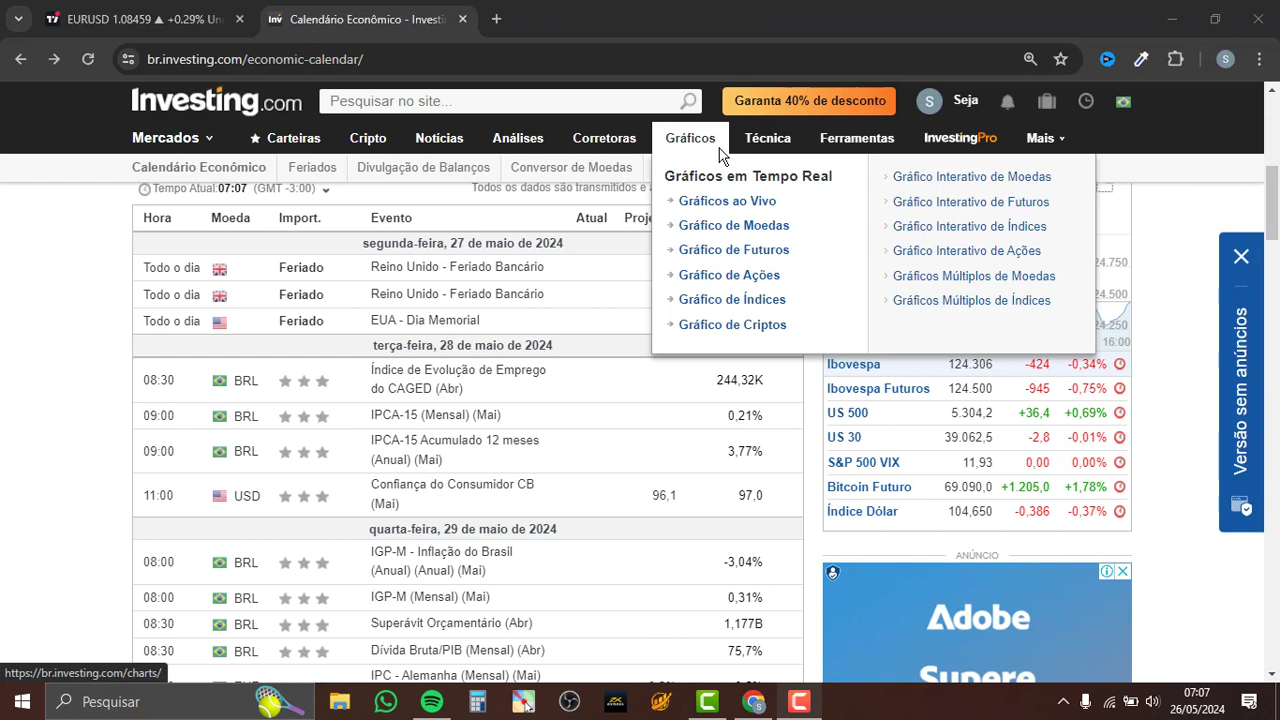 EURUSD 1.08459 ▲ +0.29% Un
Calendário Econômico - Investi
br.investing.com/economic-calendar/
S
Investing.com
Pesquisar no site...
Garanta 40% de desconto
S
Seja
Mercados
Carteiras
Cripto
Notícias
Análises
Corretoras
Gráficos
Técnica
Ferramentas
InvestingPro
Mais
Calendário Econômico
Feriados
Divulgação de Balanços
Conversor de Moedas
Gráficos em Tempo Real
Gráficos ao Vivo
Gráfico de Moedas
Gráfico de Futuros
Gráfico de Ações
Gráfico de Índices
Gráfico de Criptos
Gráfico Interativo de Moedas
Gráfico Interativo de Futuros
Gráfico Interativo de Índices
Gráfico Interativo de Ações
Gráficos Múltiplos de Moedas
Gráficos Múltiplos de Índices
Tempo Atual: 07:07 (GMT -3:00)
Todos os dados são transmitidos e a
Hora Moeda Import. Evento Atual Proje
segunda-feira, 27 de maio de 2024
Todo o dia Feriado Reino Unido - Feriado Bancário
Todo o dia Feriado Reino Unido - Feriado Bancário
Todo o dia Feriado EUA - Dia Memorial
terça-feira, 28 de maio de 2024
08:30 BRL Índice de Evolução de Emprego
do CAGED (Abr) 244,32K
09:00 BRL IPCA-15 (Mensal) (Mai) 0,21%
09:00 BRL IPCA-15 Acumulado 12 meses
(Anual) (Mai) 3,77%
11:00 USD Confiança do Consumidor CB
(Mai) 96,1 97,0
quarta-feira, 29 de maio de 2024
08:00 BRL IGP-M - Inflação do Brasil
(Anual) (Anual) (Mai) -3,04%
08:00 BRL IGP-M (Mensal) (Mai) 0,31%
08:30 BRL Superávit Orçamentário (Abr) 1,177B
08:30 BRL Dívida Bruta/PIB (Mensal) (Abr) 75,7%
IPC - Alemanha (Mensal) (Mai)
24.750
24.500
24.250
16:00
Ibovespa 124.306 -424 -0,34%
Ibovespa Futuros 124.500 -945 -0,75%
US 500 5.304,2 +36,4 +0,69%
US 30 39.062,5 -2,8 -0,01%
S&P 500 VIX 11,93 0,00 0,00%
Bitcoin Futuro 69.090,0 +1.205,0 +1,78%
Índice Dólar 104,650 -0,386 -0,37%
ANÚNCIO
Adobe
Supere
Versão sem anúncios
https://br.investing.com/charts/
Pesquisar
07:07
26/05/2024